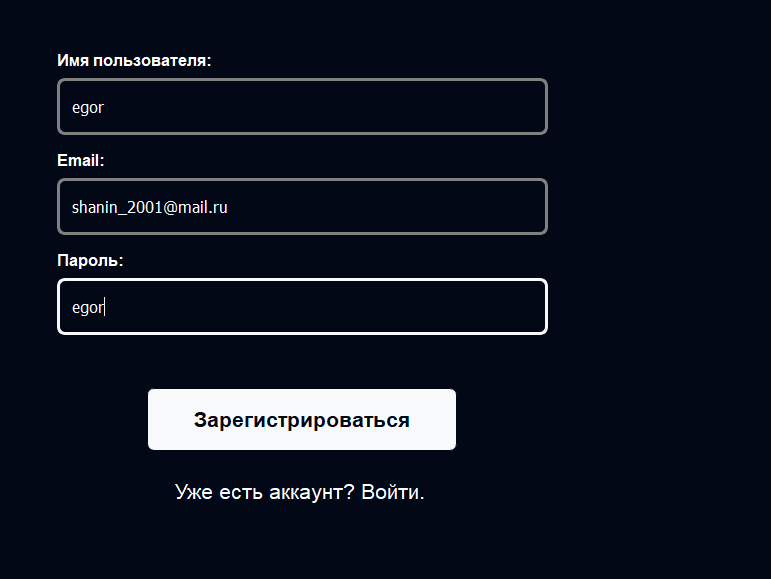 Имя пользователя:
egor
Email:
shanin_2001@mail.ru
Пароль:
egor
Зарегистрироваться
Уже есть аккаунт? Войти.